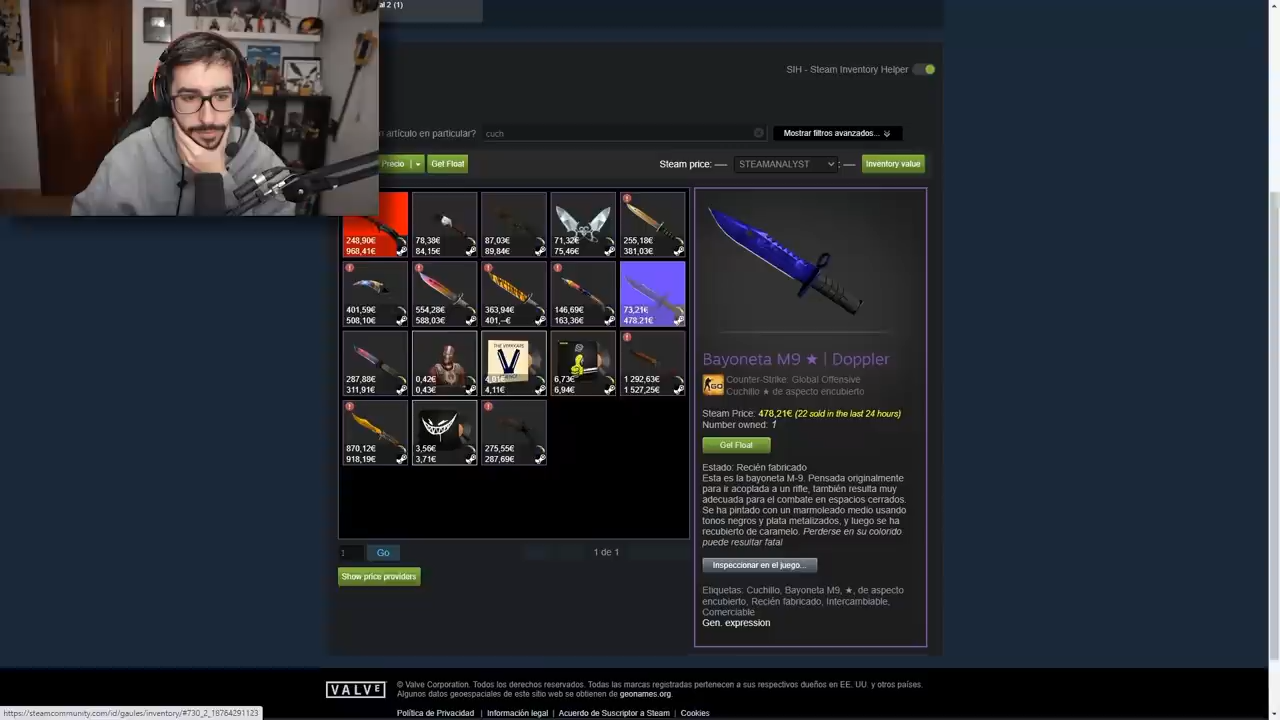 al 2 (1)
SIH - Steam Inventory Helper
n artículo en particular?
cuch
Mostrar filtros avanzados...
Precio
Get Float
Steam price: —
STEAMANALYST
: —
Inventory value
248,90€
968,41€
78,38€
84,15€
87,03€
89,84€
71,32€
75,46€
255,18€
381,03€
401,59€
508,10€
554,28€
588,03€
363,94€
401,--€
146,69€
163,36€
73,21€
478,21€
287,88€
311,91€
0,42€
0,43€
4,01€
4,11€
6,73€
6,94€
1 292,63€
1 527,25€
870,12€
918,19€
3,56€
3,71€
275,55€
287,69€
1
Go
1 de 1
Show price providers
Bayoneta M9 ★ | Doppler
Counter-Strike: Global Offensive
Cuchillo ★ de aspecto encubierto
Steam Price: 478,21€ (22 sold in the last 24 hours)
Number owned: 1
Get Float
Estado: Recién fabricado
Esta es la bayoneta M-9. Pensada originalmente
para ir acoplada a un rifle, también resulta muy
adecuada para el combate en espacios cerrados.
Se ha pintado con un marmoleado medio usando
tonos negros y plata metalizados, y luego se ha
recubierto de caramelo. Perderse en su colorido
puede resultar fatal
Inspeccionar en el juego...
Etiquetas: Cuchillo, Bayoneta M9, ★, de aspecto
encubierto, Recién fabricado, Intercambiable,
Comerciable
Gen. expression
VALVE
© Valve Corporation. Todos los derechos reservados. Todas las marcas registradas pertenecen a sus respectivos dueños en EE. UU. y otros países.
Algunos datos geoespaciales de este sitio web se obtienen de geonames.org.
Política de Privacidad | Información legal | Acuerdo de Suscriptor a Steam | Cookies
https://steamcommunity.com/id/gaules/inventory/#730_2_18764291123